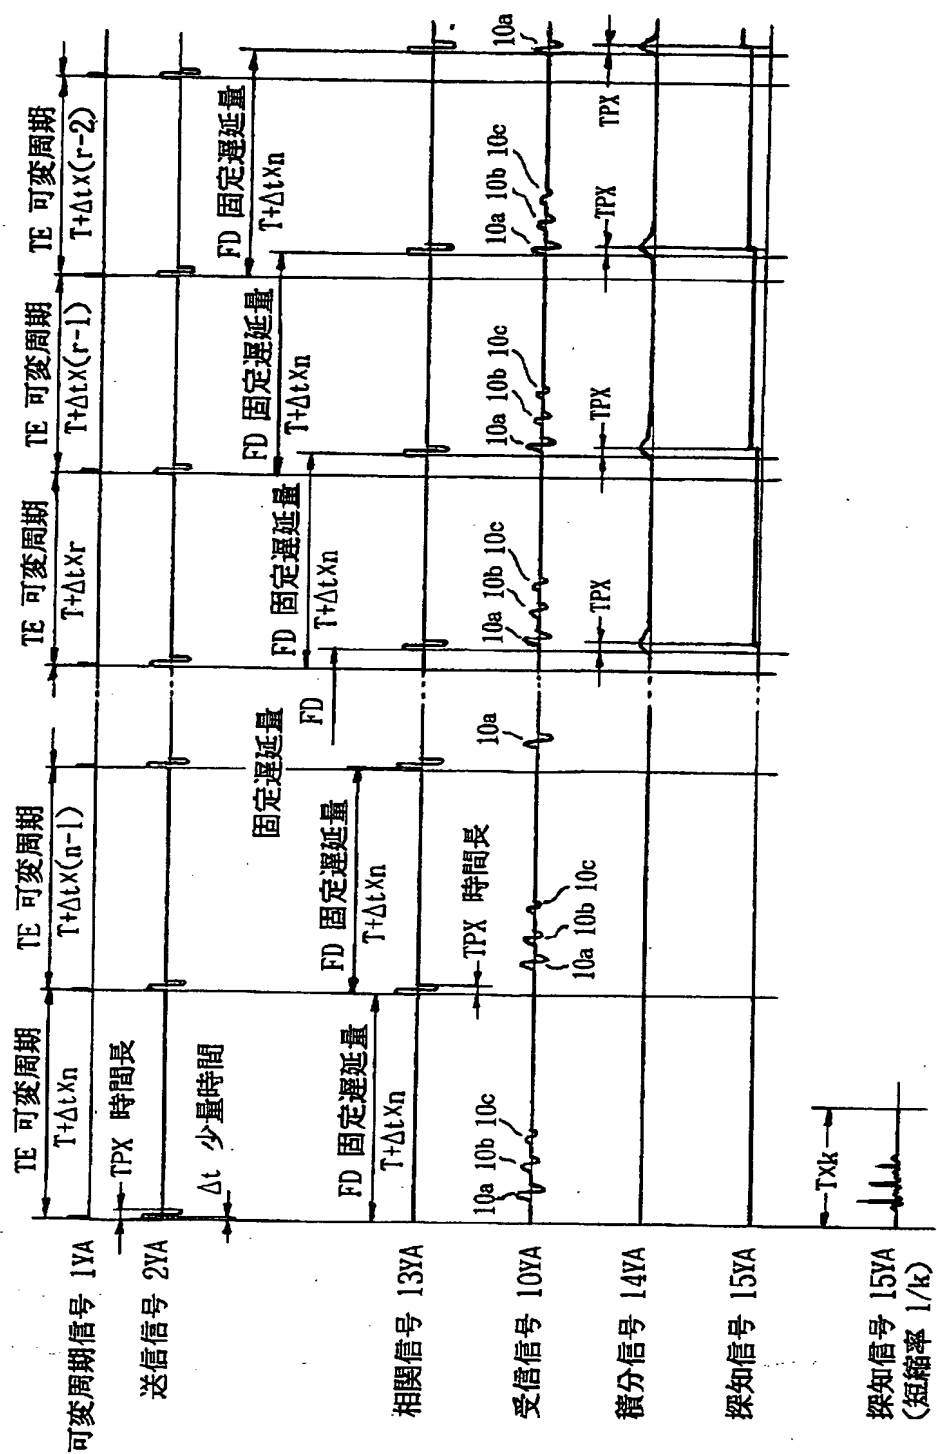 TE 可変周期
T+Δt×n
TE 可変周期
T+Δt×(n-1)
TE 可変周期
T+Δt×r
TE 可変周期
T+Δt×(r-1)
TE 可変周期
T+Δt×(r-2)
可変周期信号 1YA
TPX 時間長
送信信号 2YA
Δt 少量時間
FD 固定遅延量
T+Δt×n
FD 固定遅延量
T+Δt×n
固定遅延量
FD
FD 固定遅延量
T+Δt×n
FD 固定遅延量
T+Δt×n
FD 固定遅延量
T+Δt×n
相関信号 13YA
TPX 時間長
受信信号 10YA
10a 10b 10c
10a 10b 10c
10a
10a 10b 10c
10a 10b 10c
10a 10b 10c
10a
積分信号 14YA
TPX
TPX
TPX
TPX
探知信号 15YA
探知信号 15YA
(短縮率 1/k)
T×k